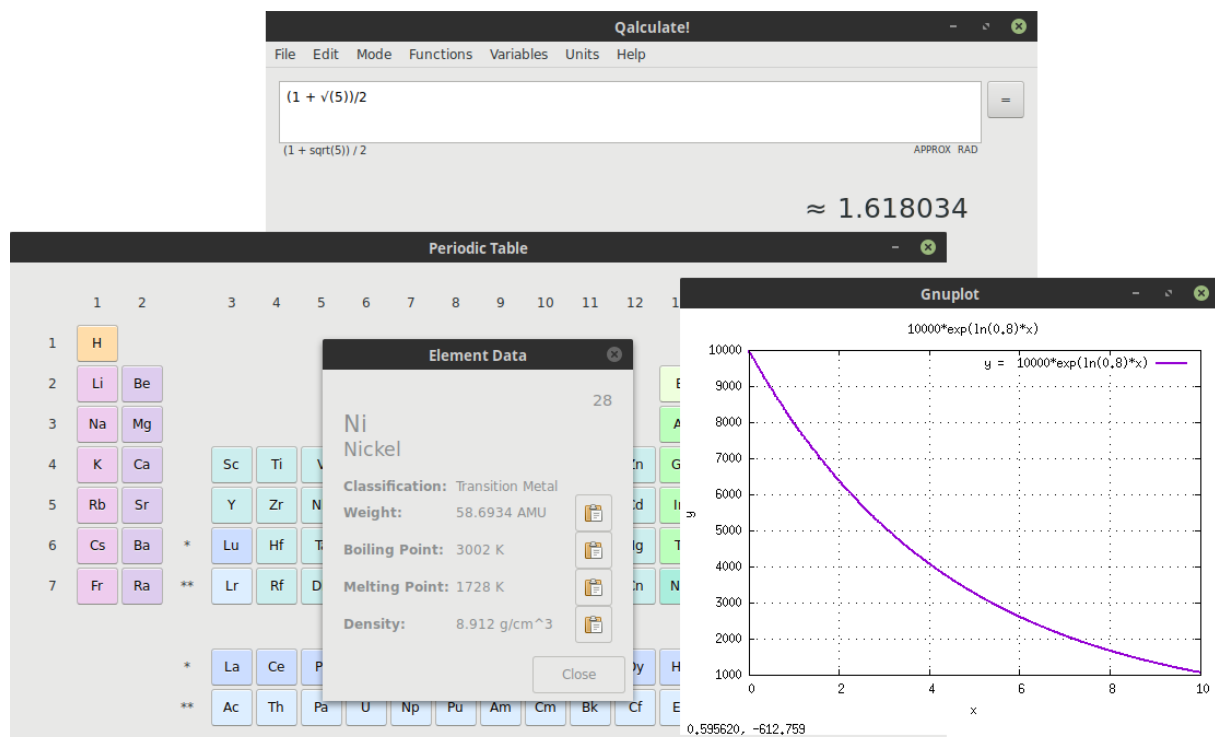 Qalculate!
File Edit Mode Functions Variables Units Help
(1 + √(5))/2
=
(1 + sqrt(5)) / 2 APPROX RAD
≈ 1.618034
Periodic Table
1 2 3 4 5 6 7 8 9 10 11 12
1 H
2 Li Be
3 Na Mg
4 K Ca Sc Ti
5 Rb Sr Y Zr
6 Cs Ba * Lu Hf
7 Fr Ra ** Lr Rf
* La Ce
** Ac Th Pa U Np Pu Am Cm Bk Cf
Element Data
28
Ni
Nickel
Classification: Transition Metal
Weight: 58.6934 AMU
Boiling Point: 3002 K
Melting Point: 1728 K
Density: 8.912 g/cm^3
Close
Gnuplot
10000*exp(ln(0.8)*x)
y = 10000*exp(ln(0.8)*x)
10000
9000
8000
7000
6000
5000
y
4000
3000
2000
1000
0 2 4 6 8 10
x
0.595620, -612.759